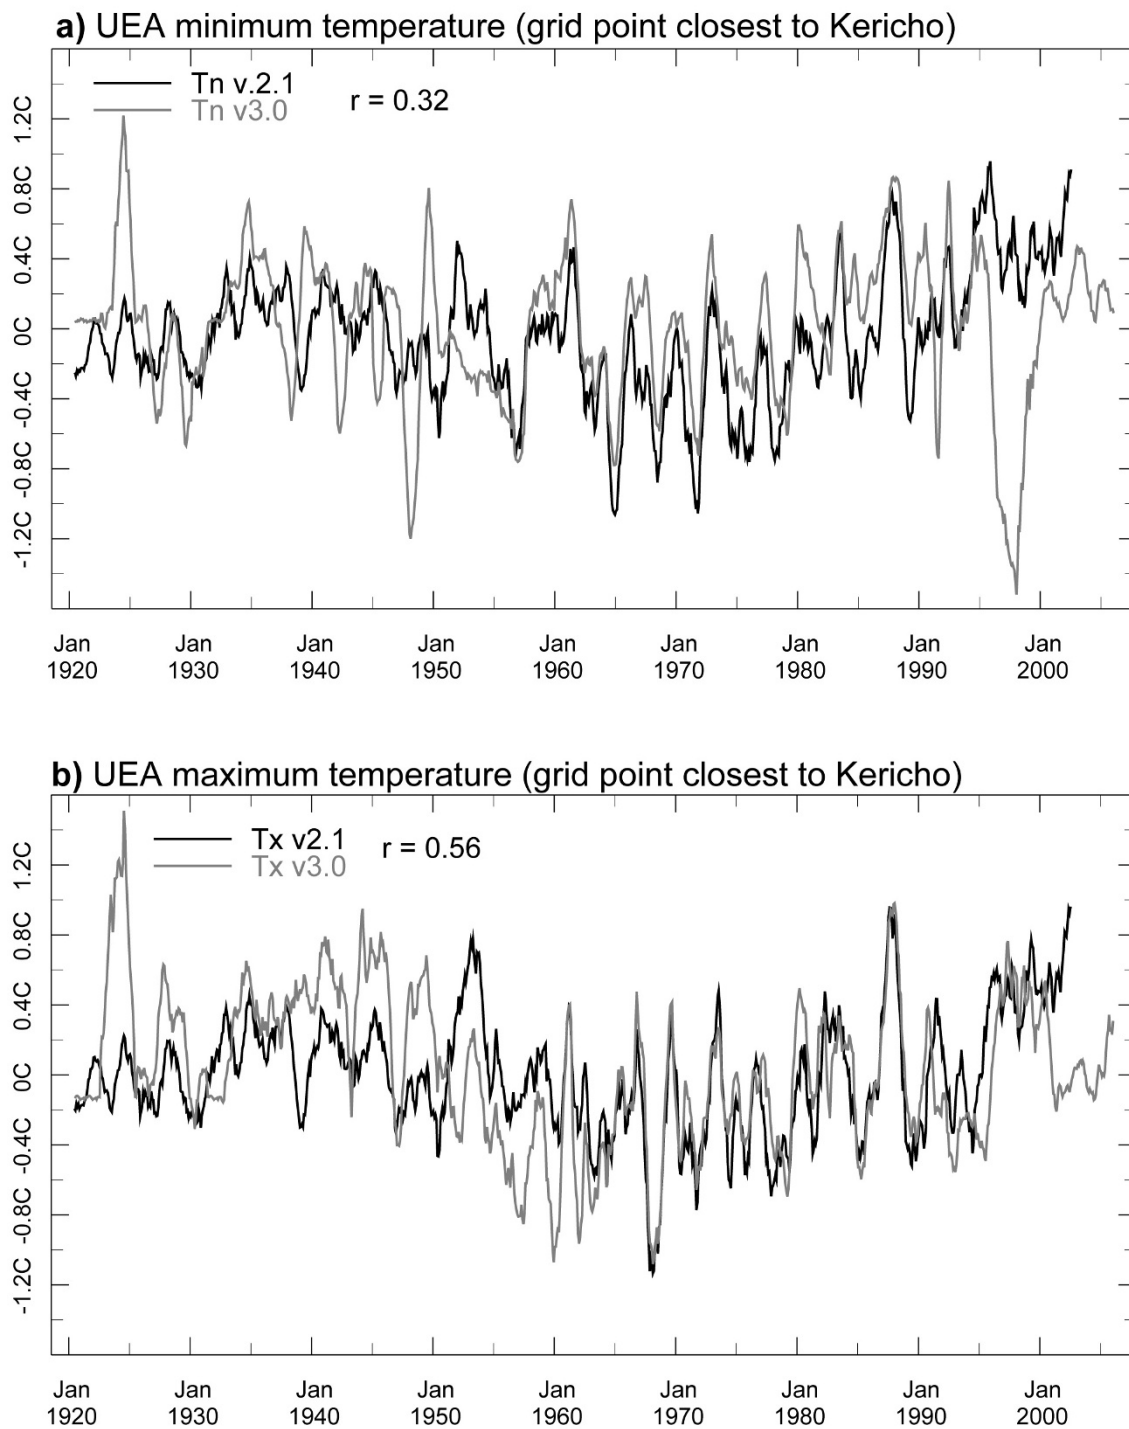 a) UEA minimum temperature (grid point closest to Kericho)
Tn v.2.1
Tn v3.0
r = 0.32
1.2C
0.8C
0.4C
0C
-0.4C
-0.8C
-1.2C
Jan Jan Jan Jan Jan Jan Jan Jan Jan
1920 1930 1940 1950 1960 1970 1980 1990 2000
b) UEA maximum temperature (grid point closest to Kericho)
Tx v2.1
Tx v3.0
r = 0.56
1.2C
0.8C
0.4C
0C
-0.4C
-0.8C
-1.2C
Jan Jan Jan Jan Jan Jan Jan Jan Jan
1920 1930 1940 1950 1960 1970 1980 1990 2000